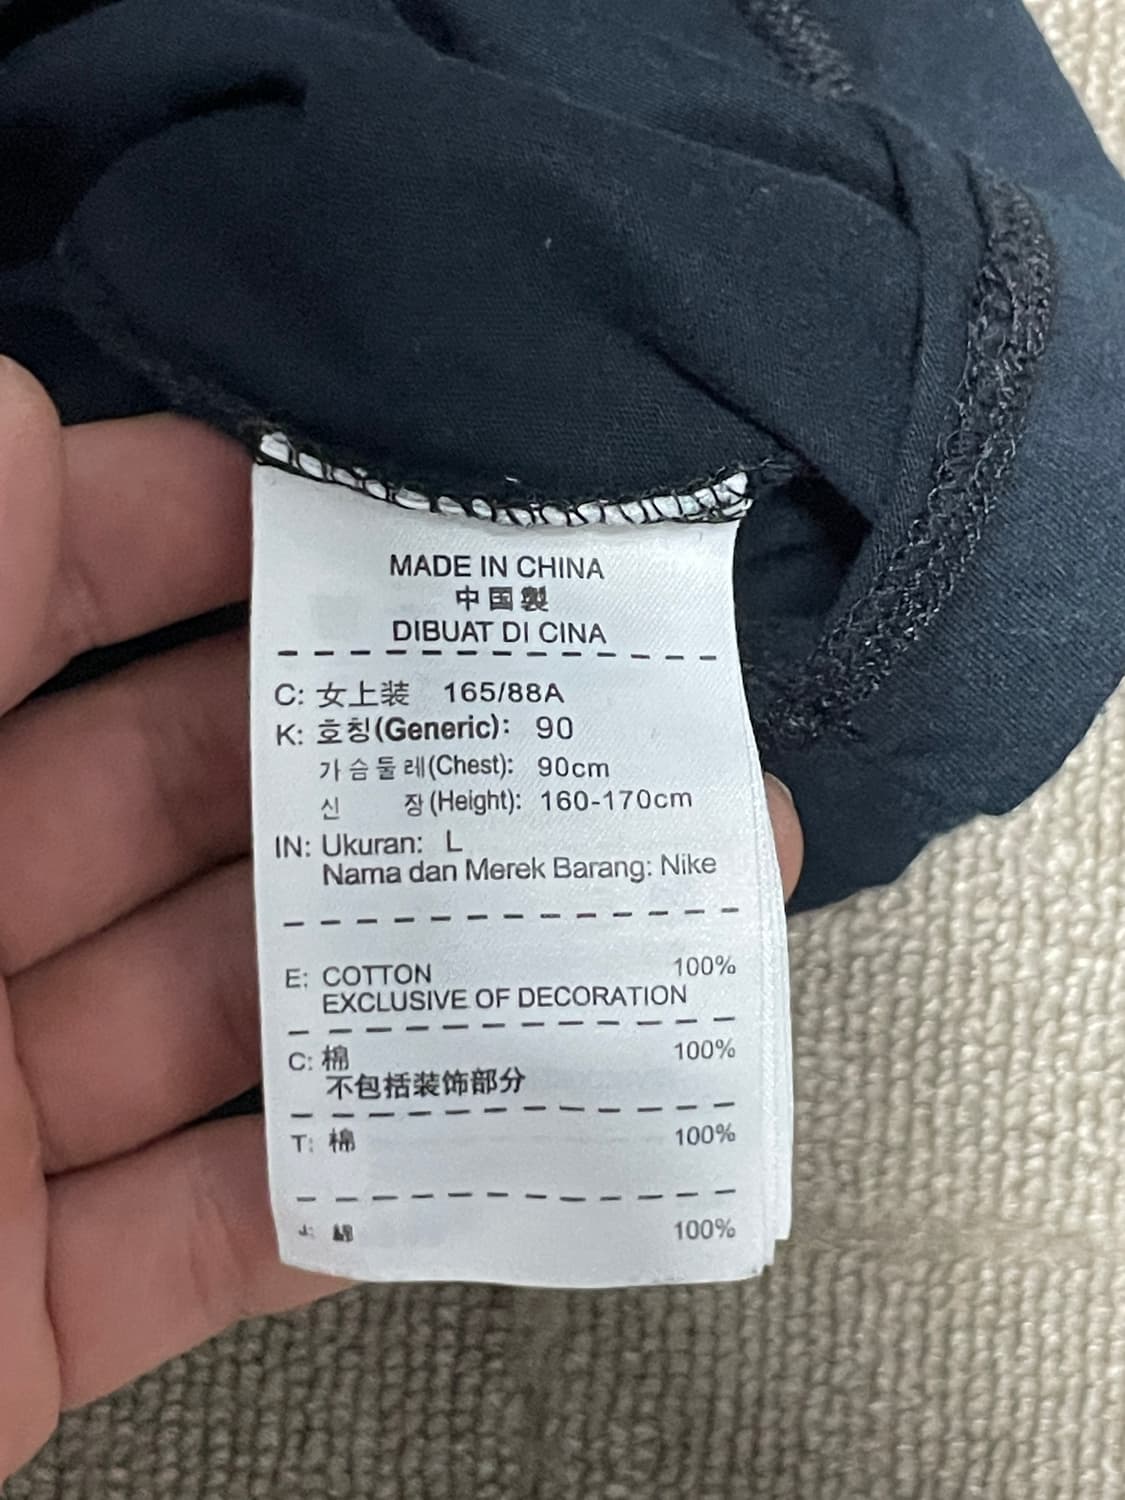 MADE IN CHINA
中国製
DIBUAT DI CINA
C: 女上装 165/88A
K: 호칭(Generic): 90
가슴둘레(Chest): 90cm
신 장(Height): 160-170cm
IN: Ukuran: L
Nama dan Merek Barang: Nike
E: COTTON 100%
EXCLUSIVE OF DECORATION
C: 棉 100%
不包括装饰部分
T: 棉 100%
J: 綿 100%